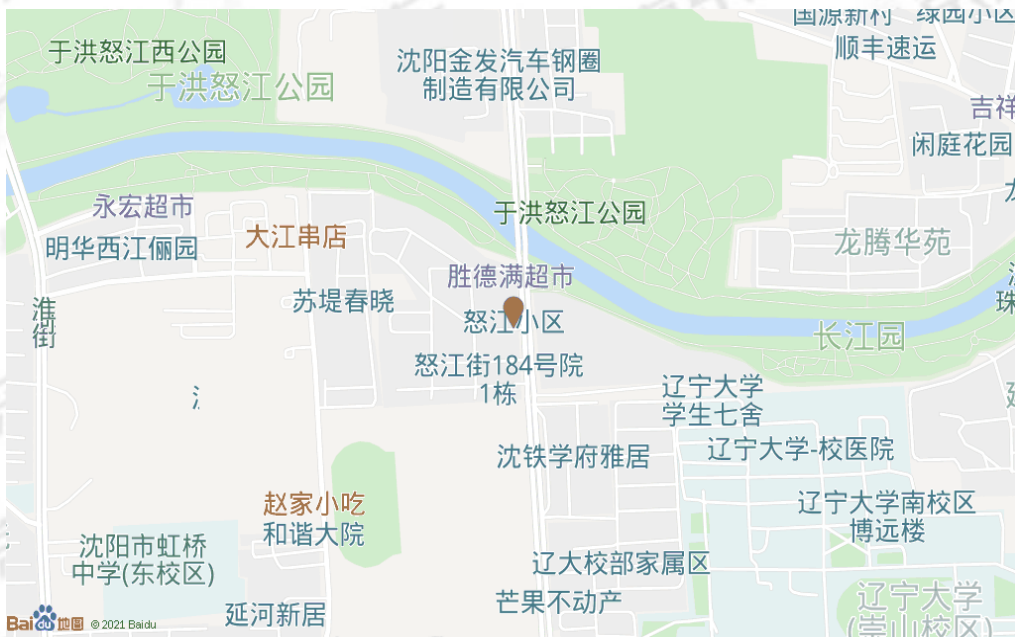 国源新村
绿园小区
于洪怒江西公园
顺丰速运
沈阳金发汽车钢圈
制造有限公司
于洪怒江公园
吉祥
闲庭花园
永宏超市
于洪怒江公园
大江串店
明华西江俪园
龙腾华苑
胜德满超市
苏堤春晓
珠
淮
街
怒江小区
长江园
怒江街184号院
1栋
辽宁大学
学生七舍
辽宁大学-校医院
沈铁学府雅居
赵家小吃
和谐大院
辽宁大学南校区
博远楼
沈阳市虹桥
中学(东校区)
辽大校部家属区
芒果不动产
辽宁大学
(崇山校区)
延河新居
Bai du 地图 © 2021 Baidu